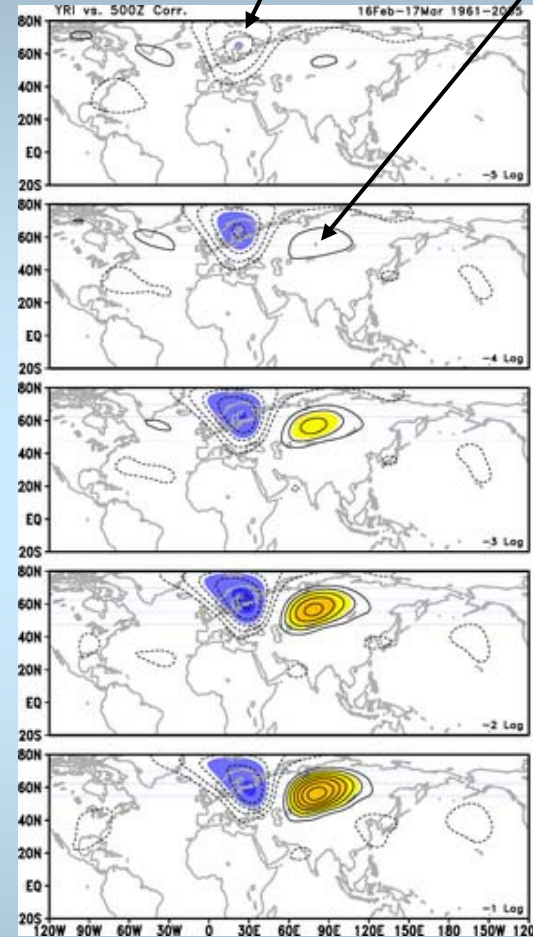 YRI vs. 500Z Corr. 16Feb-17Mar 1961-2005
80N
60N
40N
20N
EQ
20S
-5 Lag
80N
60N
40N
20N
EQ
20S
-4 Lag
80N
60N
40N
20N
EQ
20S
-3 Lag
80N
60N
40N
20N
EQ
20S
-2 Lag
80N
60N
40N
20N
EQ
20S
-1 Lag
120W 90W 60W 30W 0 30E 60E 90E 120E 150E 180 150W 120